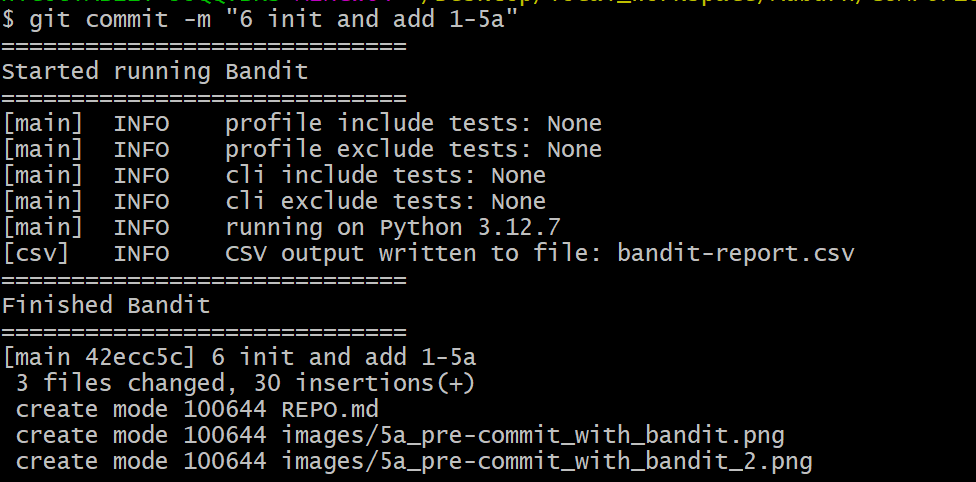 $ git commit -m "6 init and add 1-5a"
=============================
Started running Bandit
=============================
[main]  INFO    profile include tests: None
[main]  INFO    profile exclude tests: None
[main]  INFO    cli include tests: None
[main]  INFO    cli exclude tests: None
[main]  INFO    running on Python 3.12.7
[csv]   INFO    CSV output written to file: bandit-report.csv
=============================
Finished Bandit
=============================
[main 42ecc5c] 6 init and add 1-5a
 3 files changed, 30 insertions(+)
 create mode 100644 REPO.md
 create mode 100644 images/5a_pre-commit_with_bandit.png
 create mode 100644 images/5a_pre-commit_with_bandit_2.png